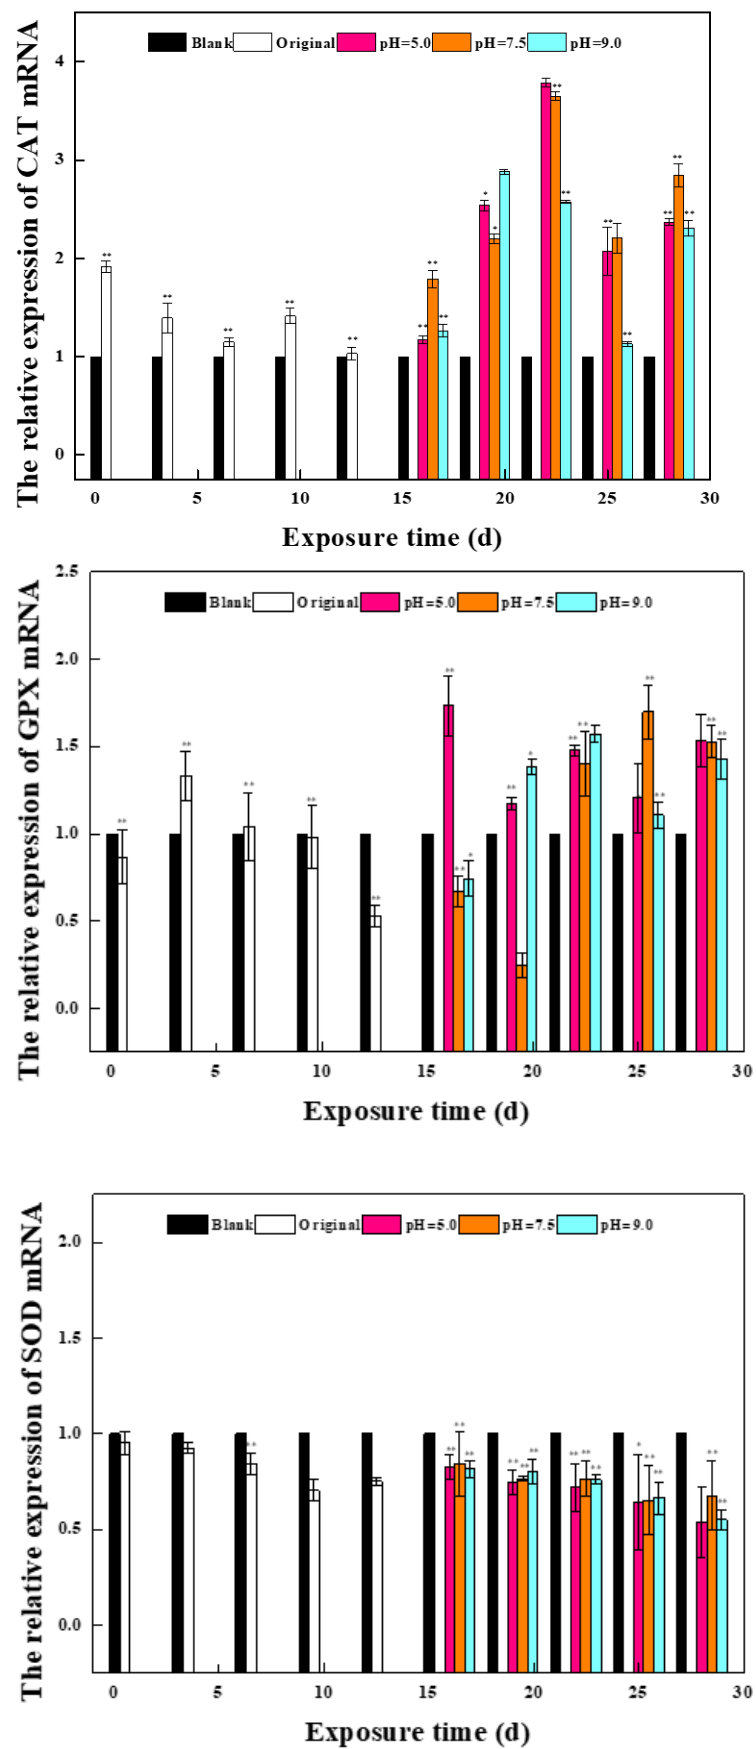 The relative expression of CAT mRNA
Blank Original pH=5.0 pH=7.5 pH=9.0
4
3
2
1
0
** ** ** ** ** ** ** ** * * ** ** ** ** ** ** **
0 5 10 15 20 25 30
Exposure time (d)
The relative expression of GPX mRNA
Blank Original pH=5.0 pH=7.5 pH=9.0
2.5
2.0
1.5
1.0
0.5
0.0
** ** ** ** ** ** ** * ** * ** ** ** ** ** **
0 5 10 15 20 25 30
Exposure time (d)
The relative expression of SOD mRNA
Blank Original pH=5.0 pH=7.5 pH=9.0
2.0
1.5
1.0
0.5
0.0
** ** ** ** ** ** ** ** ** ** * ** ** ** **
0 5 10 15 20 25 30
Exposure time (d)